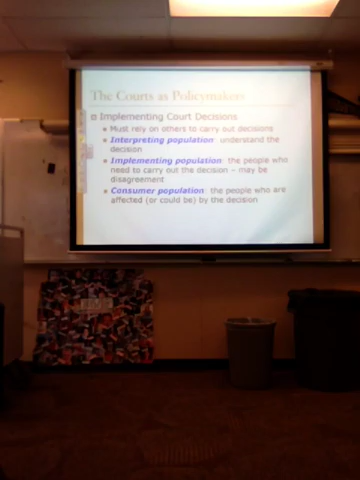 The Courts as Policymakers
Implementing Court Decisions
Must rely on others to carry out decisions
Interpreting population: understand the
decision
Implementing population: the people who
need to carry out the decision – may be
disagreement
Consumer population: the people who are
affected (or could be) by the decision